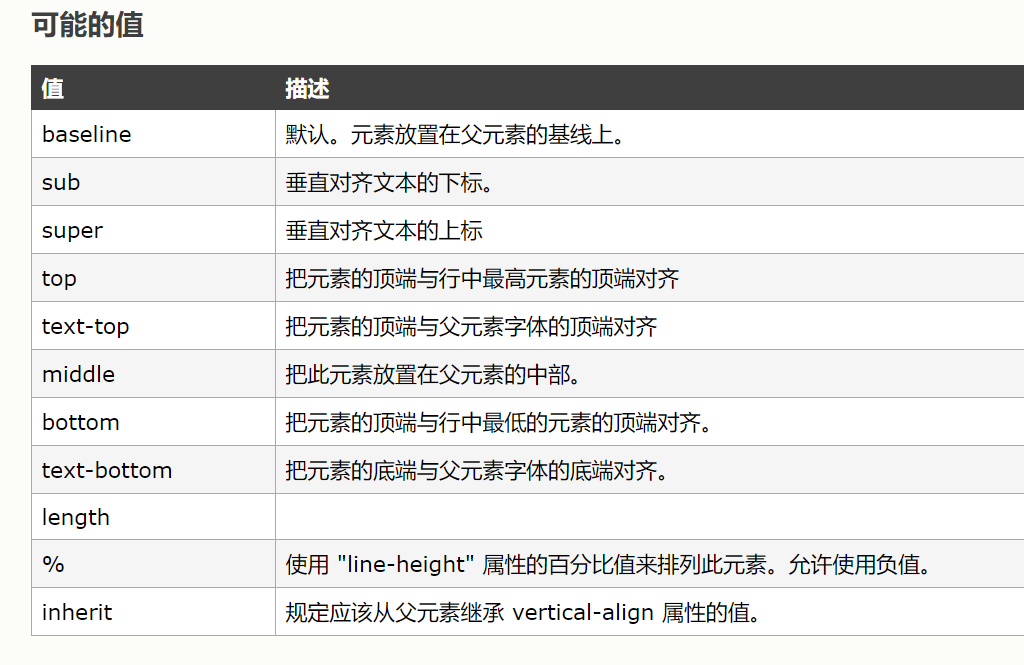 可能的值
值 描述
baseline 默认。元素放置在父元素的基线上。
sub 垂直对齐文本的下标。
super 垂直对齐文本的上标
top 把元素的顶端与行中最高元素的顶端对齐
text-top 把元素的顶端与父元素字体的顶端对齐
middle 把此元素放置在父元素的中部。
bottom 把元素的顶端与行中最低的元素的顶端对齐。
text-bottom 把元素的底端与父元素字体的底端对齐。
length
% 使用 "line-height" 属性的百分比值来排列此元素。允许使用负值。
inherit 规定应该从父元素继承 vertical-align 属性的值。